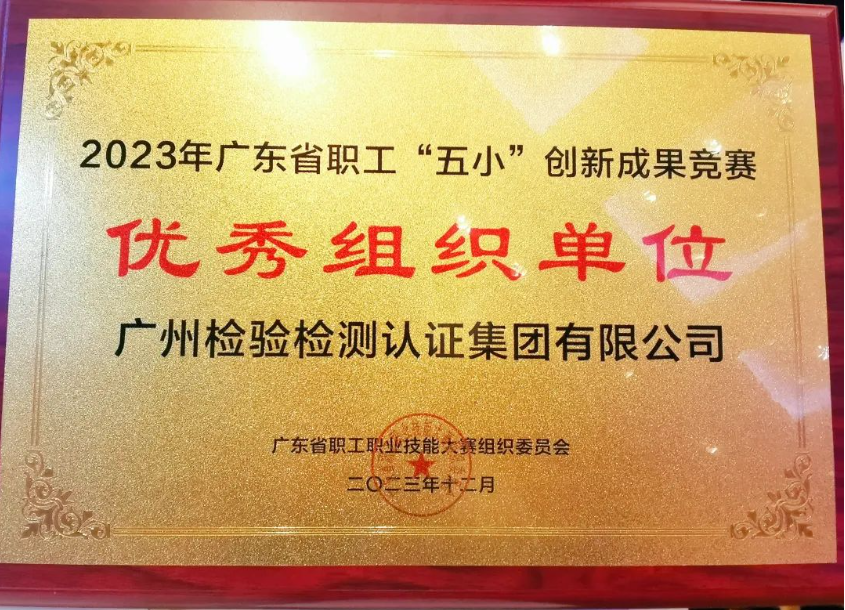 2023年广东省职工“五小”创新成果竞赛
优秀组织单位
广州检验检测认证集团有限公司
广东省职工职业技能大赛组织委员会
二〇二三年十二月